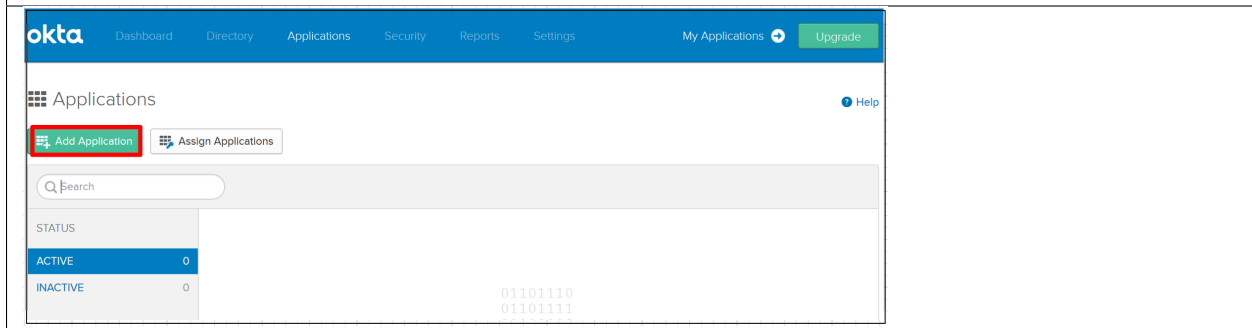 okta Dashboard Directory Applications Security Reports Settings My Applications Upgrade
Applications
Help
Add Application Assign Applications
Search
STATUS
ACTIVE 0
INACTIVE 0
01101110
01101111